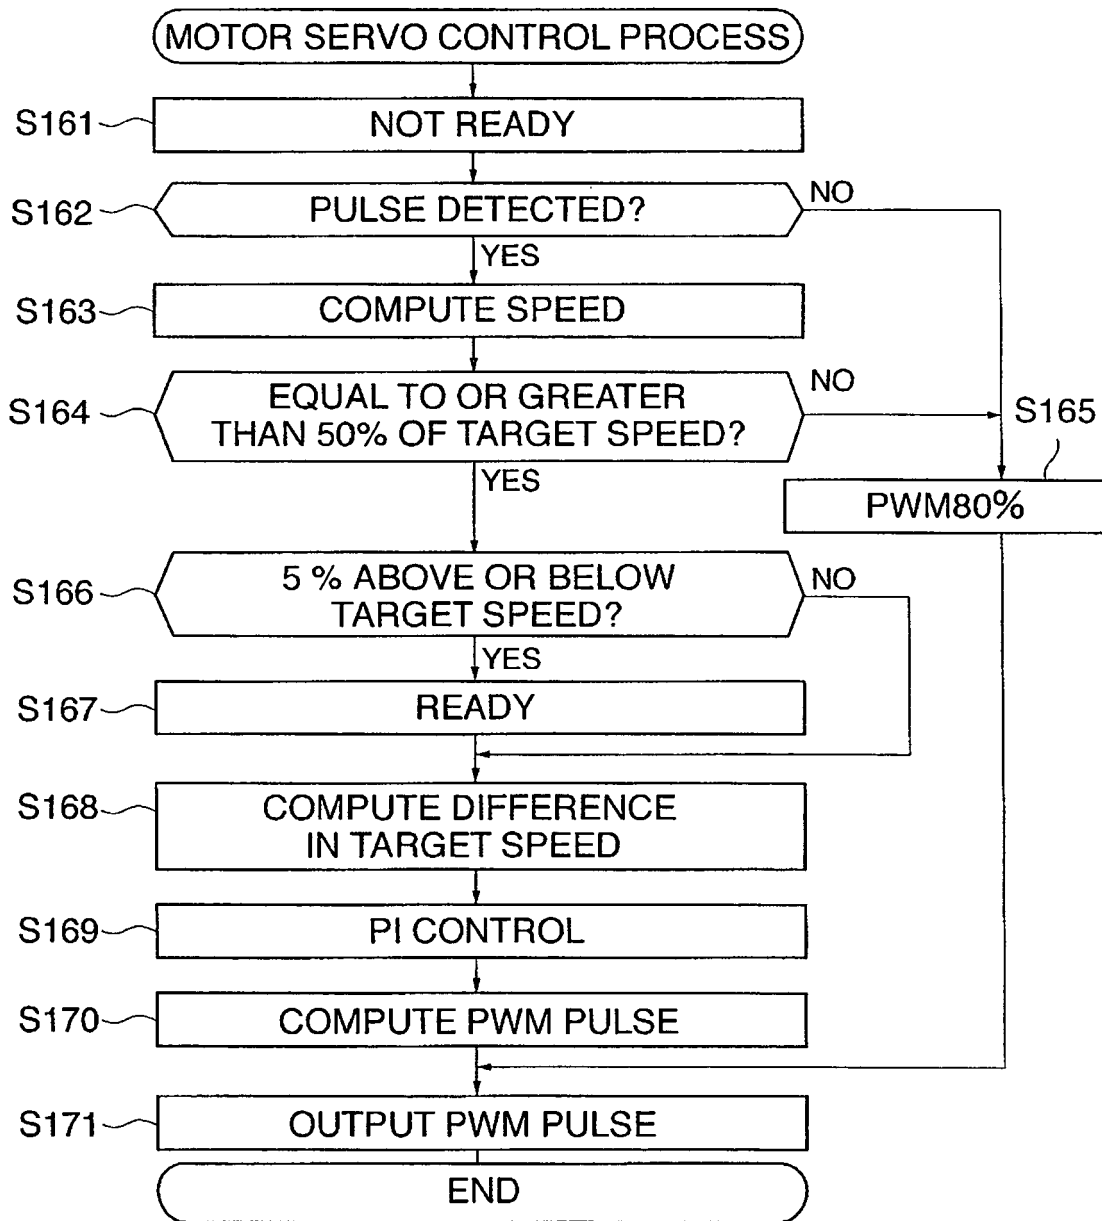 MOTOR SERVO CONTROL PROCESS
S161
NOT READY
S162
PULSE DETECTED?
NO
YES
S163
COMPUTE SPEED
S164
EQUAL TO OR GREATER
THAN 50% OF TARGET SPEED?
NO
YES
S165
PWM80%
S166
5 % ABOVE OR BELOW
TARGET SPEED?
NO
YES
S167
READY
S168
COMPUTE DIFFERENCE
IN TARGET SPEED
S169
PI CONTROL
S170
COMPUTE PWM PULSE
S171
OUTPUT PWM PULSE
END